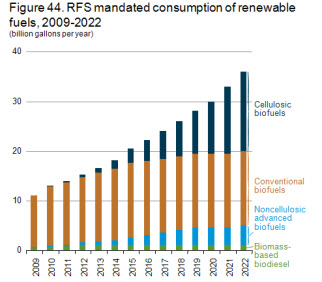 Figure 44. RFS mandated consumption of renewable
fuels, 2009-2022
(billion gallons per year)
40
30
20
10
0
Cellulosic
biofuels
Conventional
biofuels
Noncellulosic
advanced
biofuels
Biomass-
based
biodiesel
2009
2010
2011
2012
2013
2014
2015
2016
2017
2018
2019
2020
2021
2022